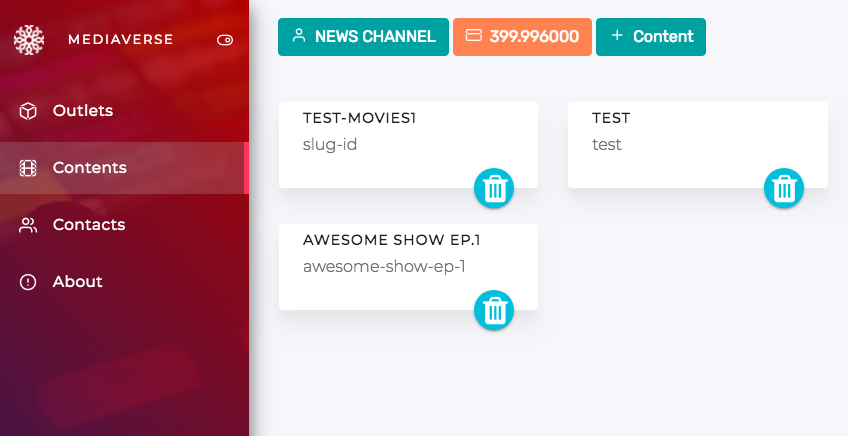 MEDIAVERSE
Outlets
Contents
Contacts
About
NEWS CHANNEL
399.996000
+ Content
TEST-MOVIES1
slug-id
TEST
test
AWESOME SHOW EP.1
awesome-show-ep-1